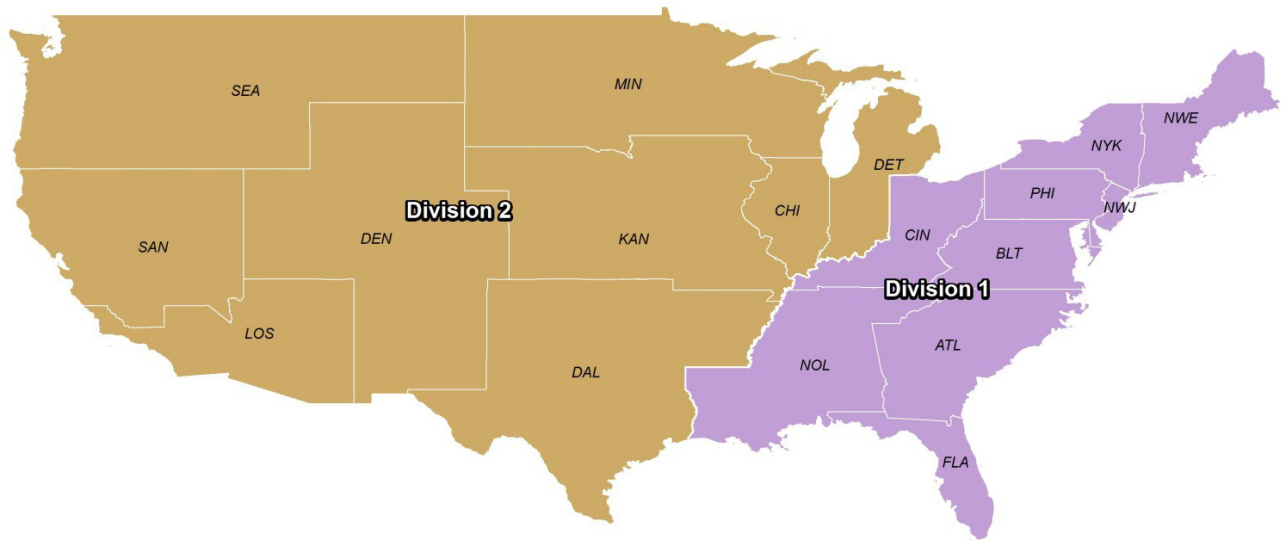 SEA
MIN
NWE
NYK
DET
PHI
NWJ
CHI
Division 2
DEN
KAN
SAN
CIN
BLT
Division 1
LOS
ATL
NOL
DAL
FLA